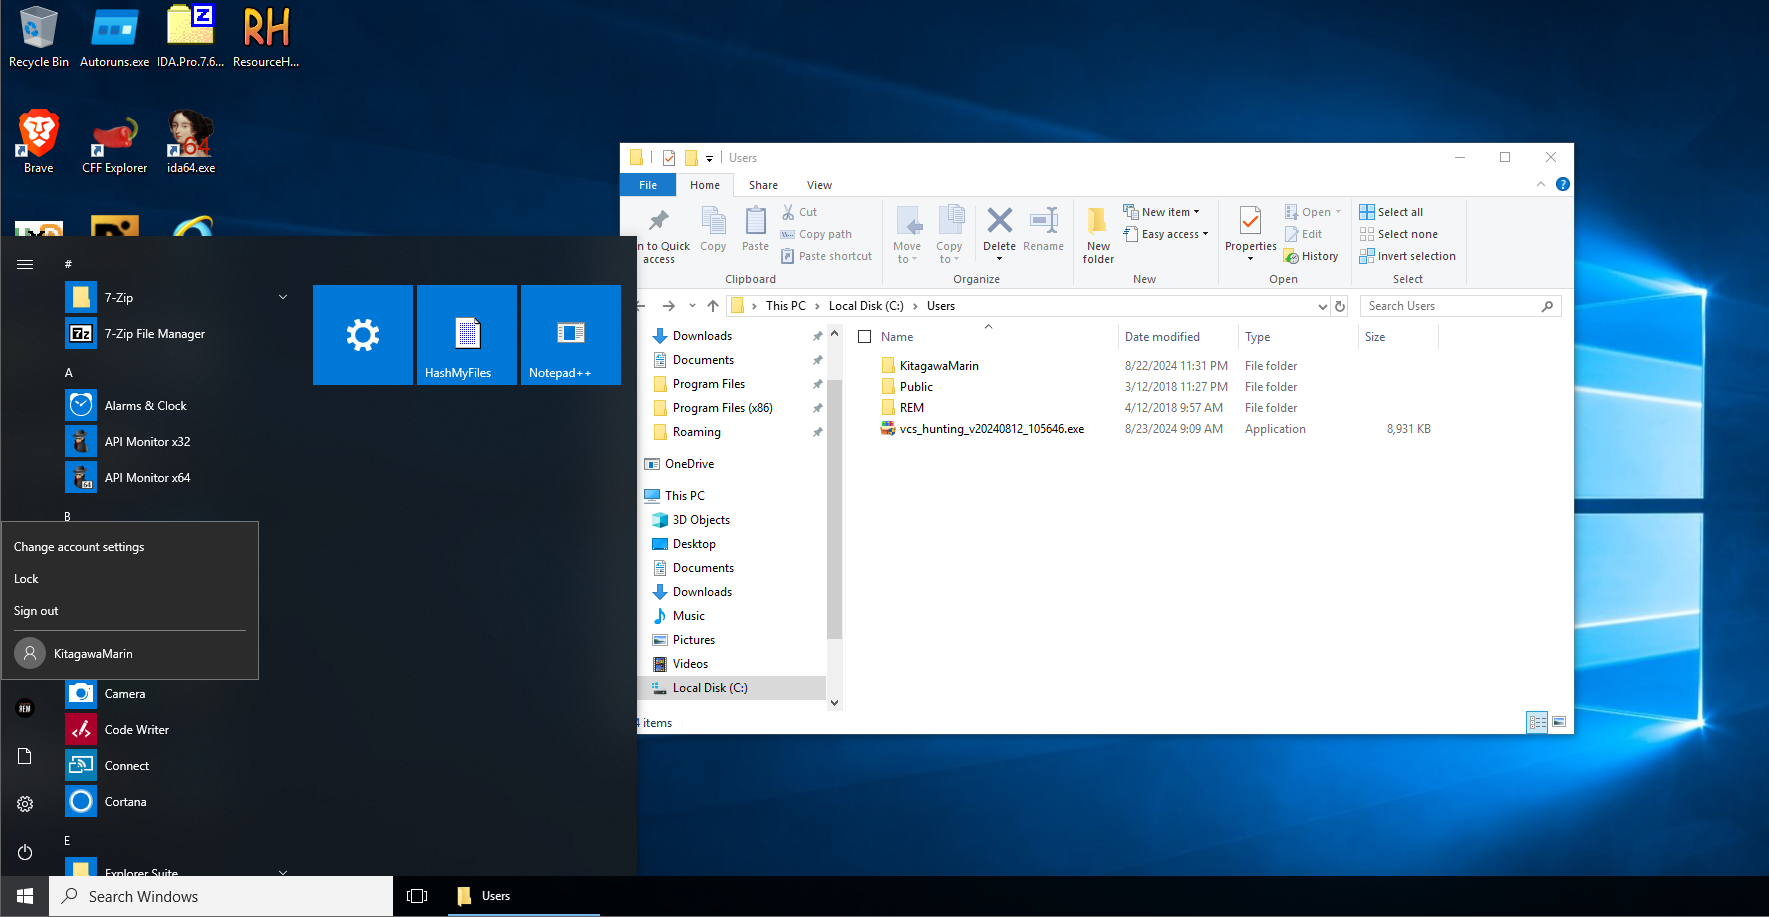 Recycle Bin
Autoruns.exe
IDA.Pro.7.6...
ResourceH...
Brave
CFF Explorer
ida64.exe
Users
File
Home
Share
View
n to Quick
access
Copy
Paste
Cut
Copy path
Paste shortcut
Clipboard
Move
to
Copy
to
Delete
Rename
Organize
New
folder
New item
Easy access
New
Properties
Open
Edit
History
Open
Select all
Select none
Invert selection
Select
This PC
Local Disk (C:)
Users
Search Users
Downloads
Documents
Program Files
Program Files (x86)
Roaming
OneDrive
This PC
3D Objects
Desktop
Documents
Downloads
Music
Pictures
Videos
Local Disk (C:)
Name
Date modified
Type
Size
KitagawaMarin 8/22/2024 11:31 PM File folder
Public 3/12/2018 11:27 PM File folder
REM 4/12/2018 9:57 AM File folder
vcs_hunting_v20240812_105646.exe 8/23/2024 9:09 AM Application 8,931 KB
4 items
#
7-Zip
7-Zip File Manager
A
Alarms & Clock
API Monitor x32
API Monitor x64
B
HashMyFiles
Notepad++
Change account settings
Lock
Sign out
KitagawaMarin
Camera
Code Writer
Connect
Cortana
E
Explorer Suite
REM
Search Windows
Users